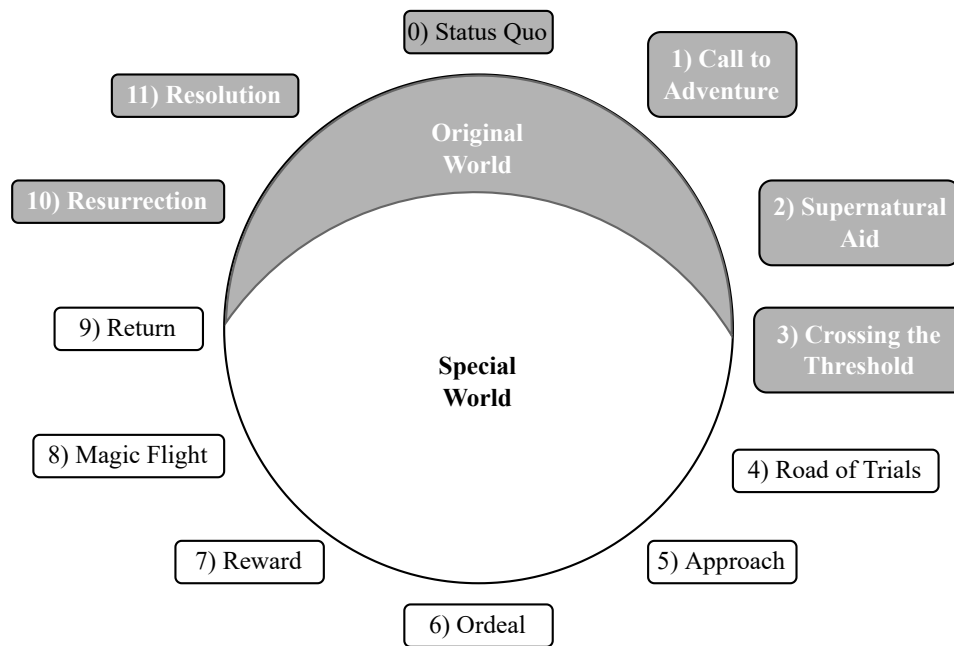 0) Status Quo
1) Call to
Adventure
11) Resolution
Original
World
10) Resurrection
2) Supernatural
Aid
9) Return
3) Crossing the
Threshold
Special
World
8) Magic Flight
4) Road of Trials
7) Reward
5) Approach
6) Ordeal